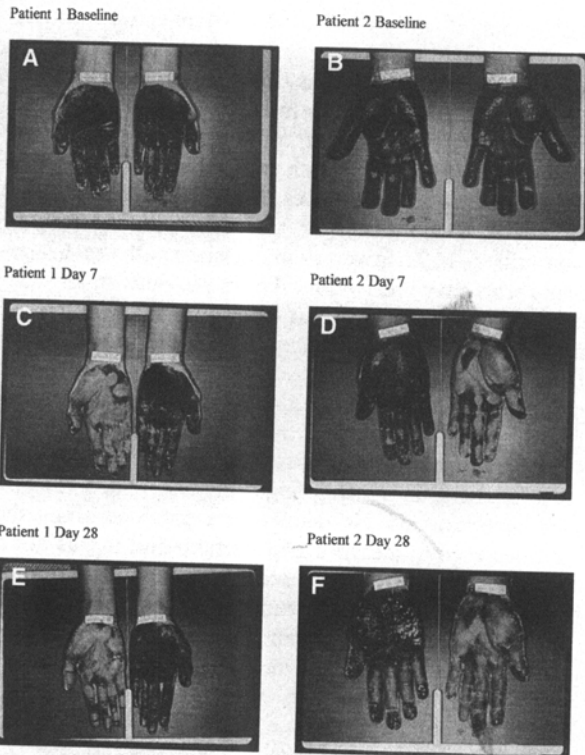 Patient 1 Baseline
Patient 2 Baseline
A
B
Patient 1 Day 7
Patient 2 Day 7
C
D
Patient 1 Day 28
Patient 2 Day 28
E
F